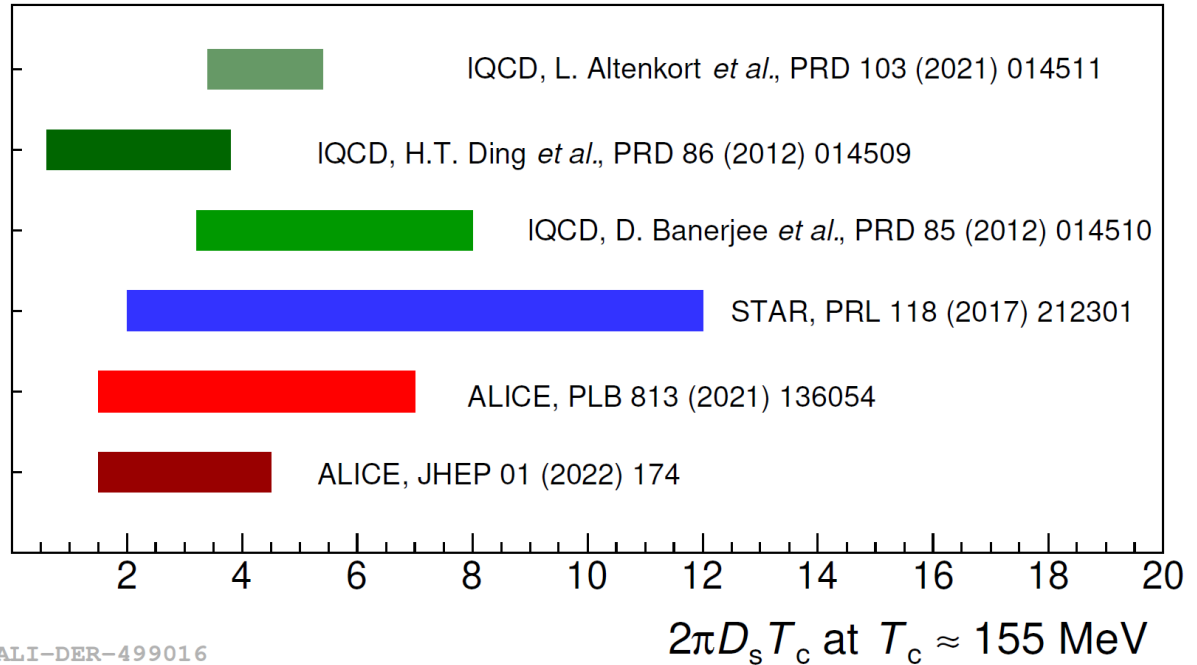 lQCD, L. Altenkort et al., PRD 103 (2021) 014511
lQCD, H.T. Ding et al., PRD 86 (2012) 014509
lQCD, D. Banerjee et al., PRD 85 (2012) 014510
STAR, PRL 118 (2017) 212301
ALICE, PLB 813 (2021) 136054
ALICE, JHEP 01 (2022) 174
2 4 6 8 10 12 14 16 18 20
2πDₛT꜀ at T꜀ ≈ 155 MeV
ALI−DER−499016